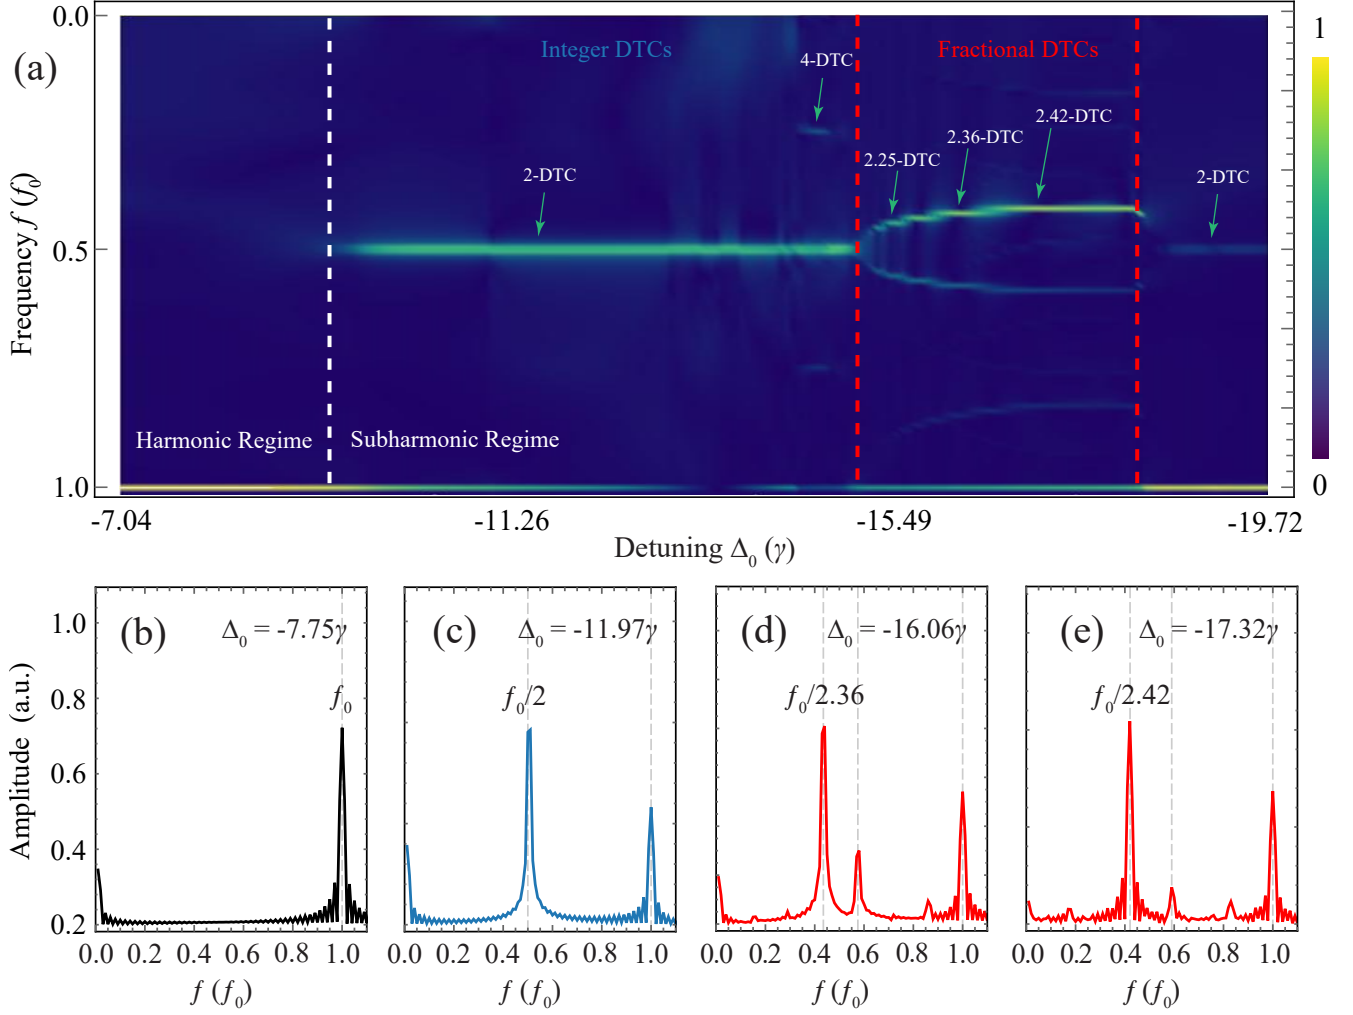 (a)
Integer DTCs
Fractional DTCs
4-DTC
2.42-DTC
2.36-DTC
2.25-DTC
2-DTC
2-DTC
Harmonic Regime
Subharmonic Regime
0.0
0.5
1.0
Frequency f (f₀)
-7.04
-11.26
-15.49
-19.72
Detuning Δ₀ (γ)
1
0
(b)
Δ₀ = -7.75γ
f₀
(c)
Δ₀ = -11.97γ
f₀/2
(d)
Δ₀ = -16.06γ
f₀/2.36
(e)
Δ₀ = -17.32γ
f₀/2.42
1.0
0.8
0.6
0.4
0.2
Amplitude (a.u.)
0.0 0.2 0.4 0.6 0.8 1.0
0.0 0.2 0.4 0.6 0.8 1.0
0.0 0.2 0.4 0.6 0.8 1.0
0.0 0.2 0.4 0.6 0.8 1.0
f (f₀)
f (f₀)
f (f₀)
f (f₀)